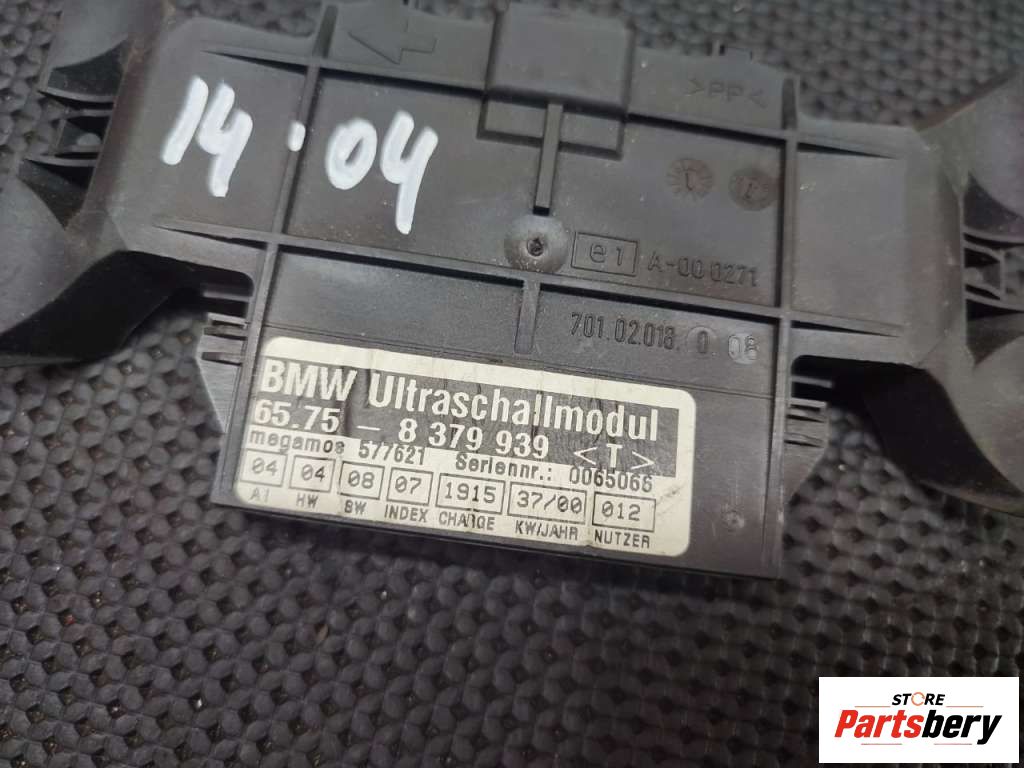 14.04
>PP<
e1 A-00 0271
701.02.018. 0 08
BMW Ultraschallmodul
65.75 - 8 379 939 <T>
megamos 577621 Seriennr.: 0065066
04 04 08 07 1915 37/00 012
AI HW BW INDEX CHARGE KW/JAHR NUTZER
STORE
Partsbery